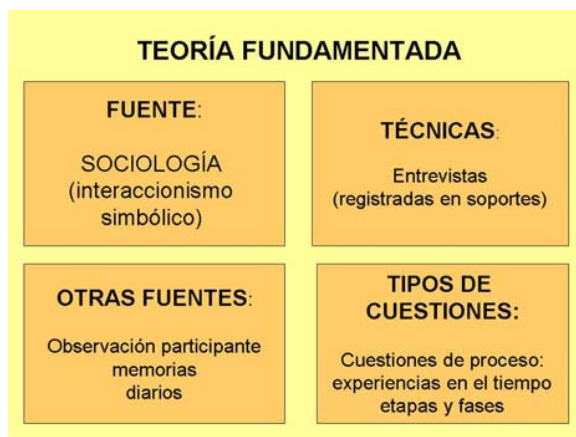 TEORÍA FUNDAMENTADA
FUENTE:
SOCIOLOGÍA
(interaccionismo
simbólico)
TÉCNICAS:
Entrevistas
(registradas en soportes)
OTRAS FUENTES:
Observación participante
memorias
diarios
TIPOS DE
CUESTIONES:
Cuestiones de proceso:
experiencias en el tiempo
etapas y fases